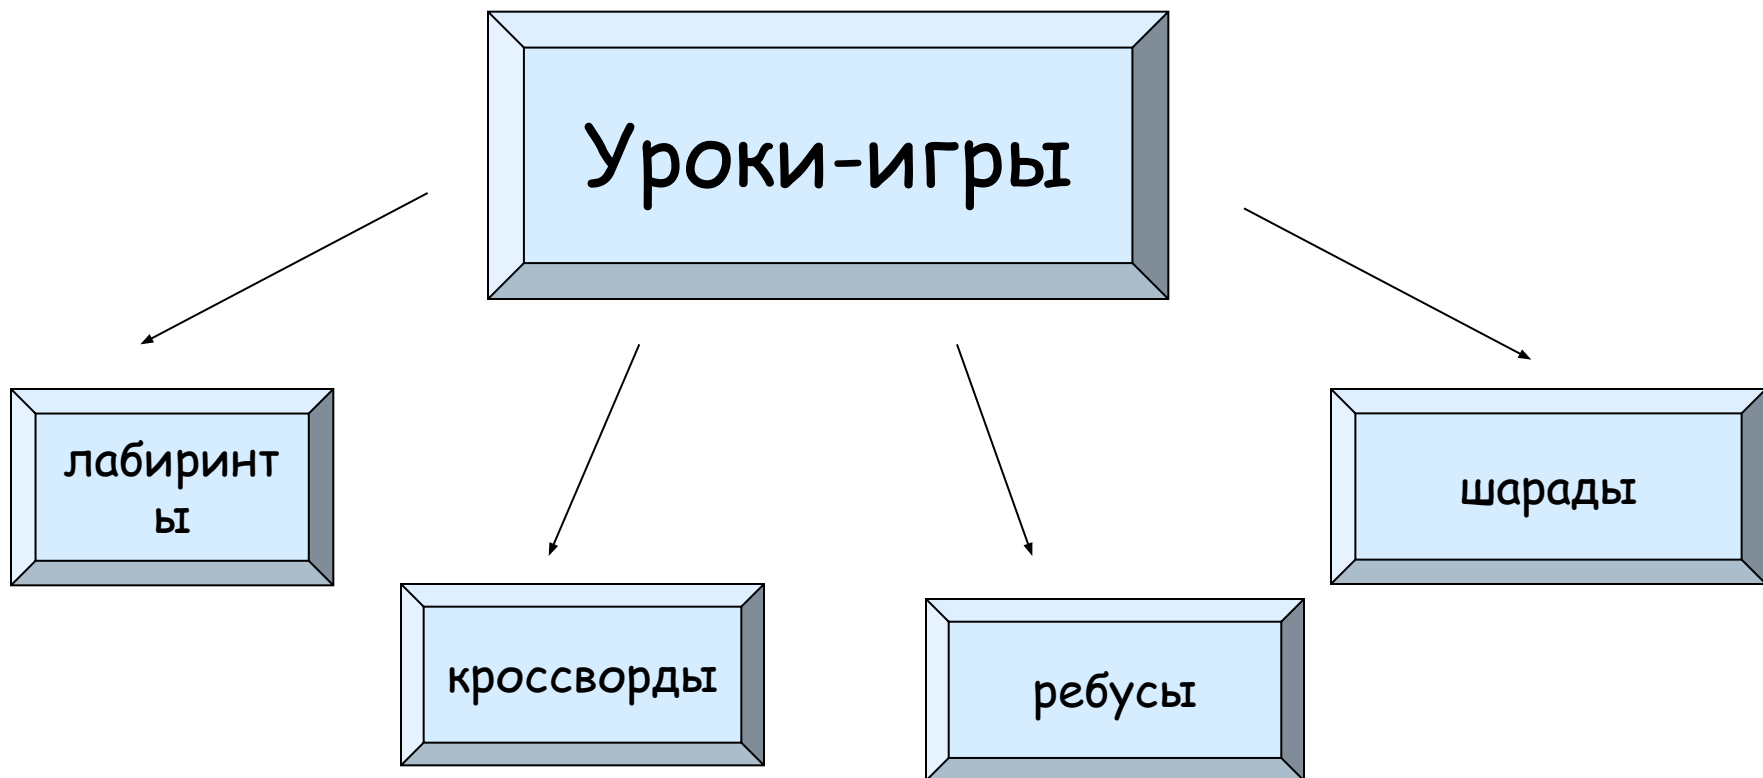 Уроки-игры
лабиринт
ы
шарады
кроссворды
ребусы